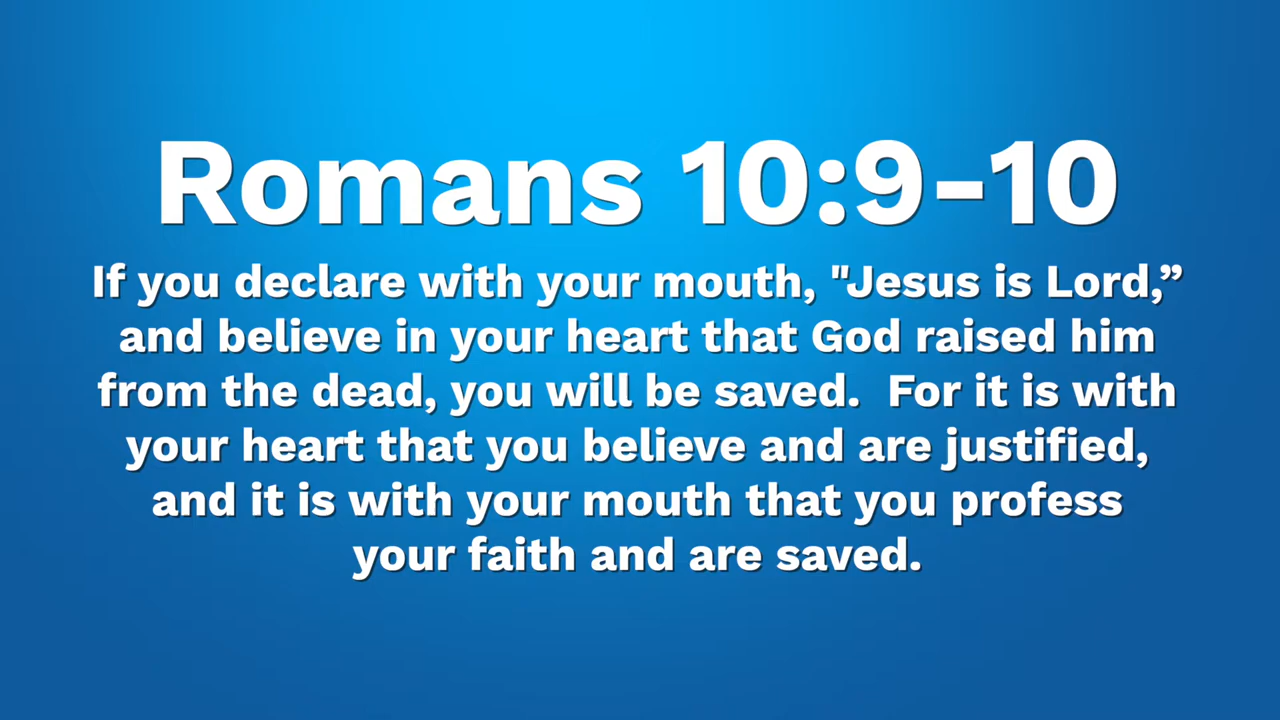 Romans 10:9-10
If you declare with your mouth, "Jesus is Lord,”
and believe in your heart that God raised him
from the dead, you will be saved.  For it is with
your heart that you believe and are justified,
and it is with your mouth that you profess
your faith and are saved.